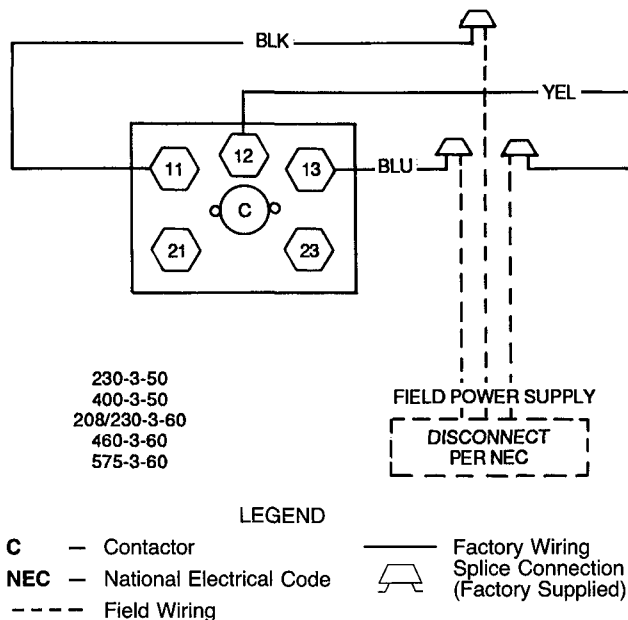 BLK
YEL
11
12
13
BLU
C
21
23
230-3-50
400-3-50
208/230-3-60
460-3-60
575-3-60
FIELD POWER SUPPLY
DISCONNECT
PER NEC
LEGEND
C – Contactor
NEC – National Electrical Code
Field Wiring
Factory Wiring
Splice Connection
(Factory Supplied)